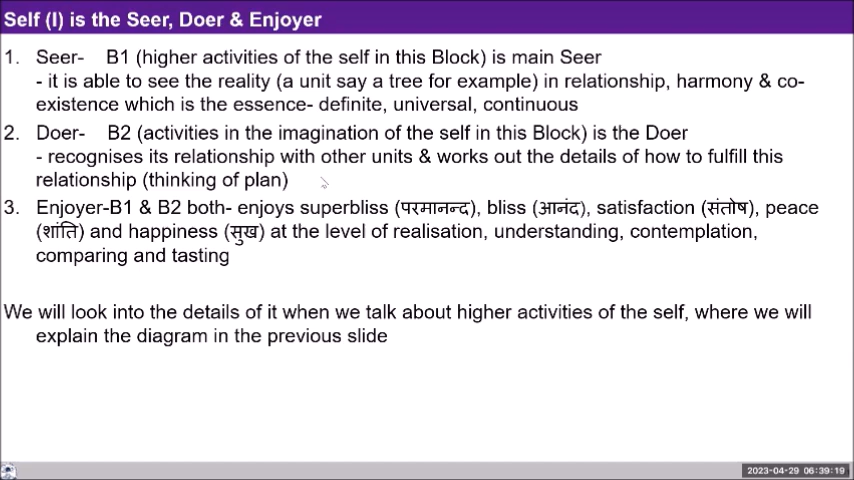 Self (I) is the Seer, Doer & Enjoyer
1. Seer- B1 (higher activities of the self in this Block) is main Seer
- it is able to see the reality (a unit say a tree for example) in relationship, harmony & co-
existence which is the essence- definite, universal, continuous
2. Doer- B2 (activities in the imagination of the self in this Block) is the Doer
- recognises its relationship with other units & works out the details of how to fulfill this
relationship (thinking of plan)
3. Enjoyer-B1 & B2 both- enjoys superbliss (परमानन्द), bliss (आनंद), satisfaction (संतोष), peace
(शांति) and happiness (सुख) at the level of realisation, understanding, contemplation,
comparing and tasting
We will look into the details of it when we talk about higher activities of the self, where we will
explain the diagram in the previous slide
2023-04-29 06:39:19